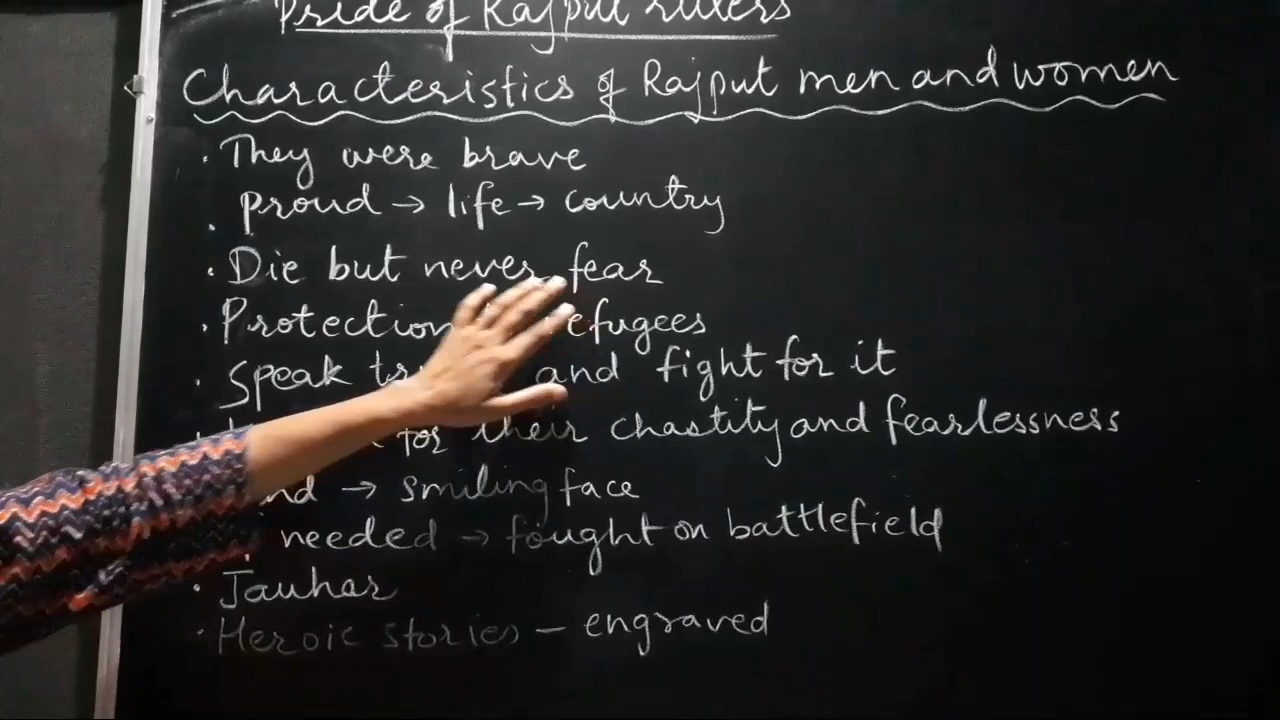 Pride of Rajput rulers
Characteristics of Rajput men and women
. They were brave
. proud → life → country
. Die but never fear
. Protection efugees
. Speak and fight for it
for their chastity and fearlessness
→ smiling face
needed → fought on battlefield
. Jauhar
. Heroic stories - engraved